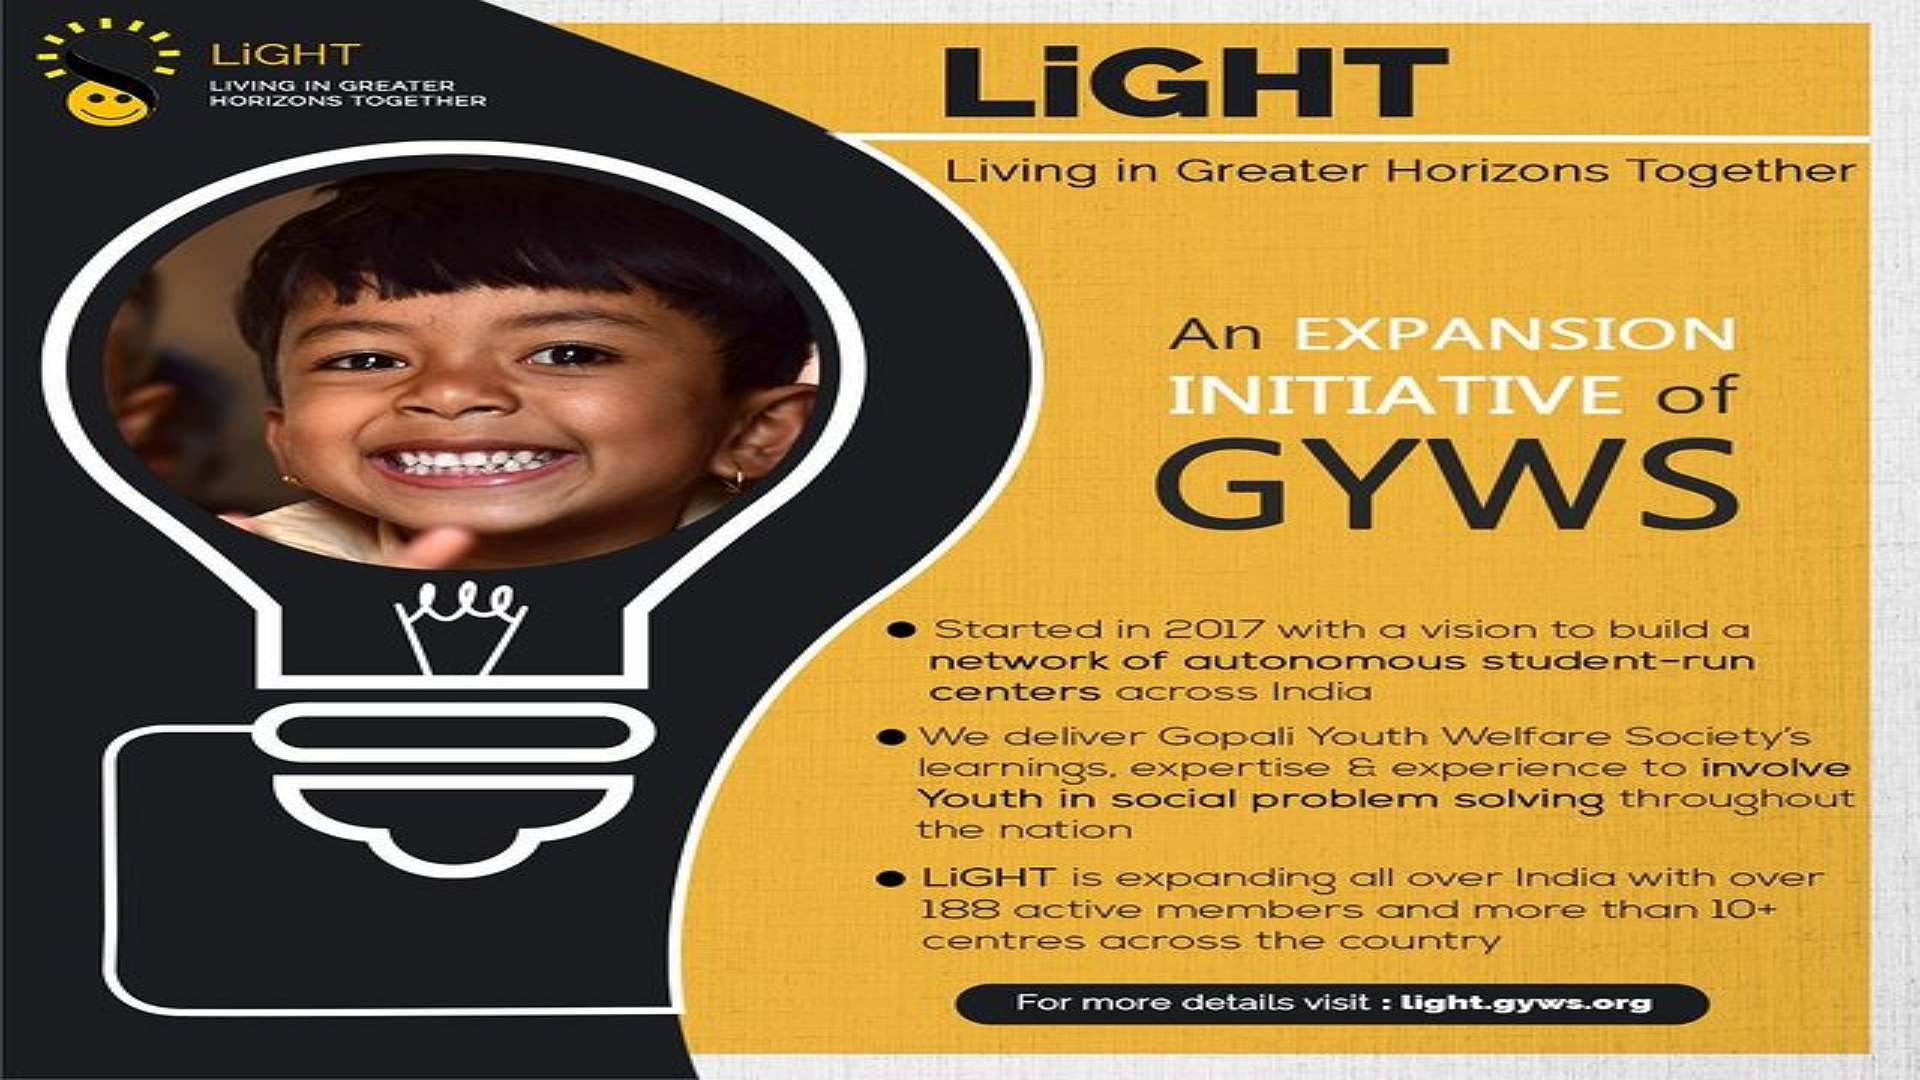 LiGHT
LIVING IN GREATER
HORIZONS TOGETHER
LiGHT
Living in Greater Horizons Together
An EXPANSION
INITIATIVE of
GYWS
● Started in 2017 with a vision to build a
network of autonomous student-run
centers across India
● We deliver Gopali Youth Welfare Society's
learnings, expertise & experience to involve
Youth in social problem solving throughout
the nation
● LiGHT is expanding all over India with over
188 active members and more than 10+
centres across the country
For more details visit : light.gyws.org